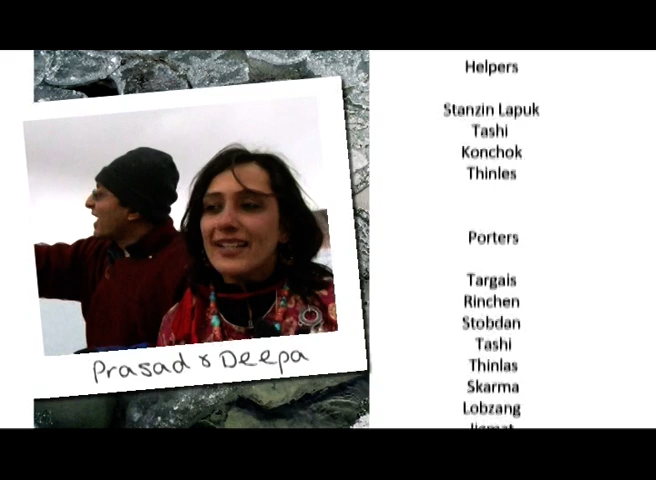 Prasad & Deepa
Helpers
Stanzin Lapuk
Tashi
Konchok
Thinles
Porters
Targais
Rinchen
Stobdan
Tashi
Thinlas
Skarma
Lobzang